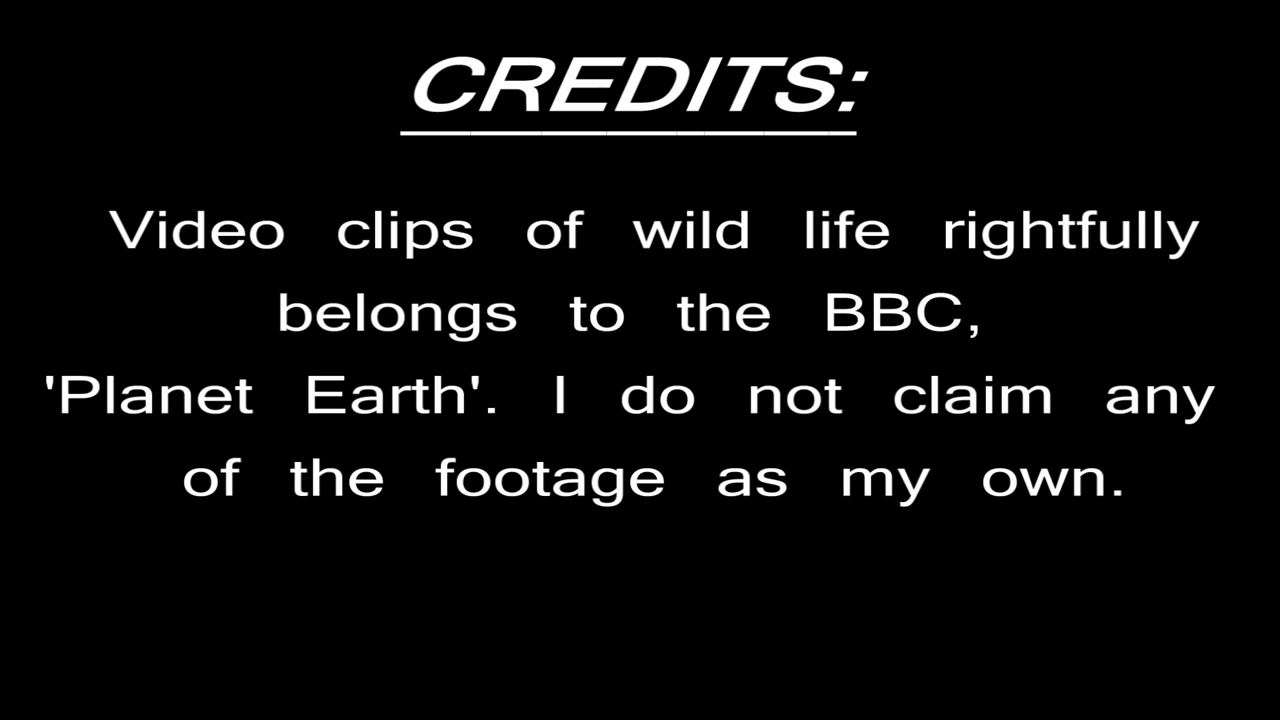 CREDITS:
Video clips of wild life rightfully
belongs to the BBC,
'Planet Earth'. I do not claim any
of the footage as my own.